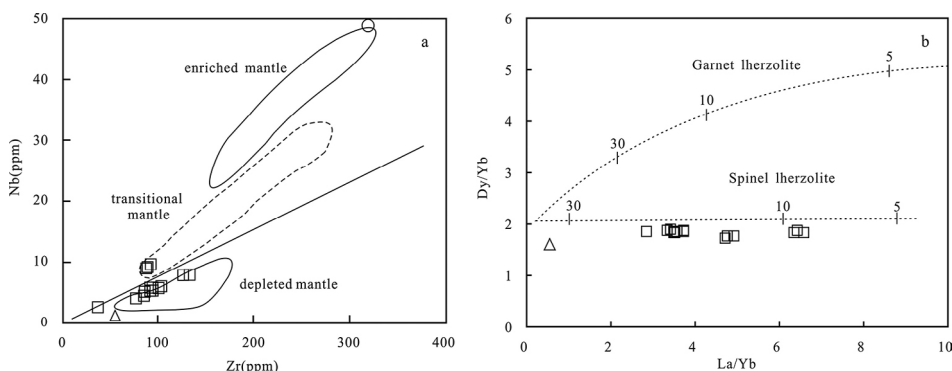 a
50
40
30
20
10
0
Nb(ppm)
enriched mantle
transitional
mantle
depleted mantle
0
100
200
300
400
Zr(ppm)
b
6
5
4
3
2
1
0
Dy/Yb
Garnet lherzolite
5
10
30
Spinel lherzolite
30
10
5
0
2
4
6
8
10
La/Yb